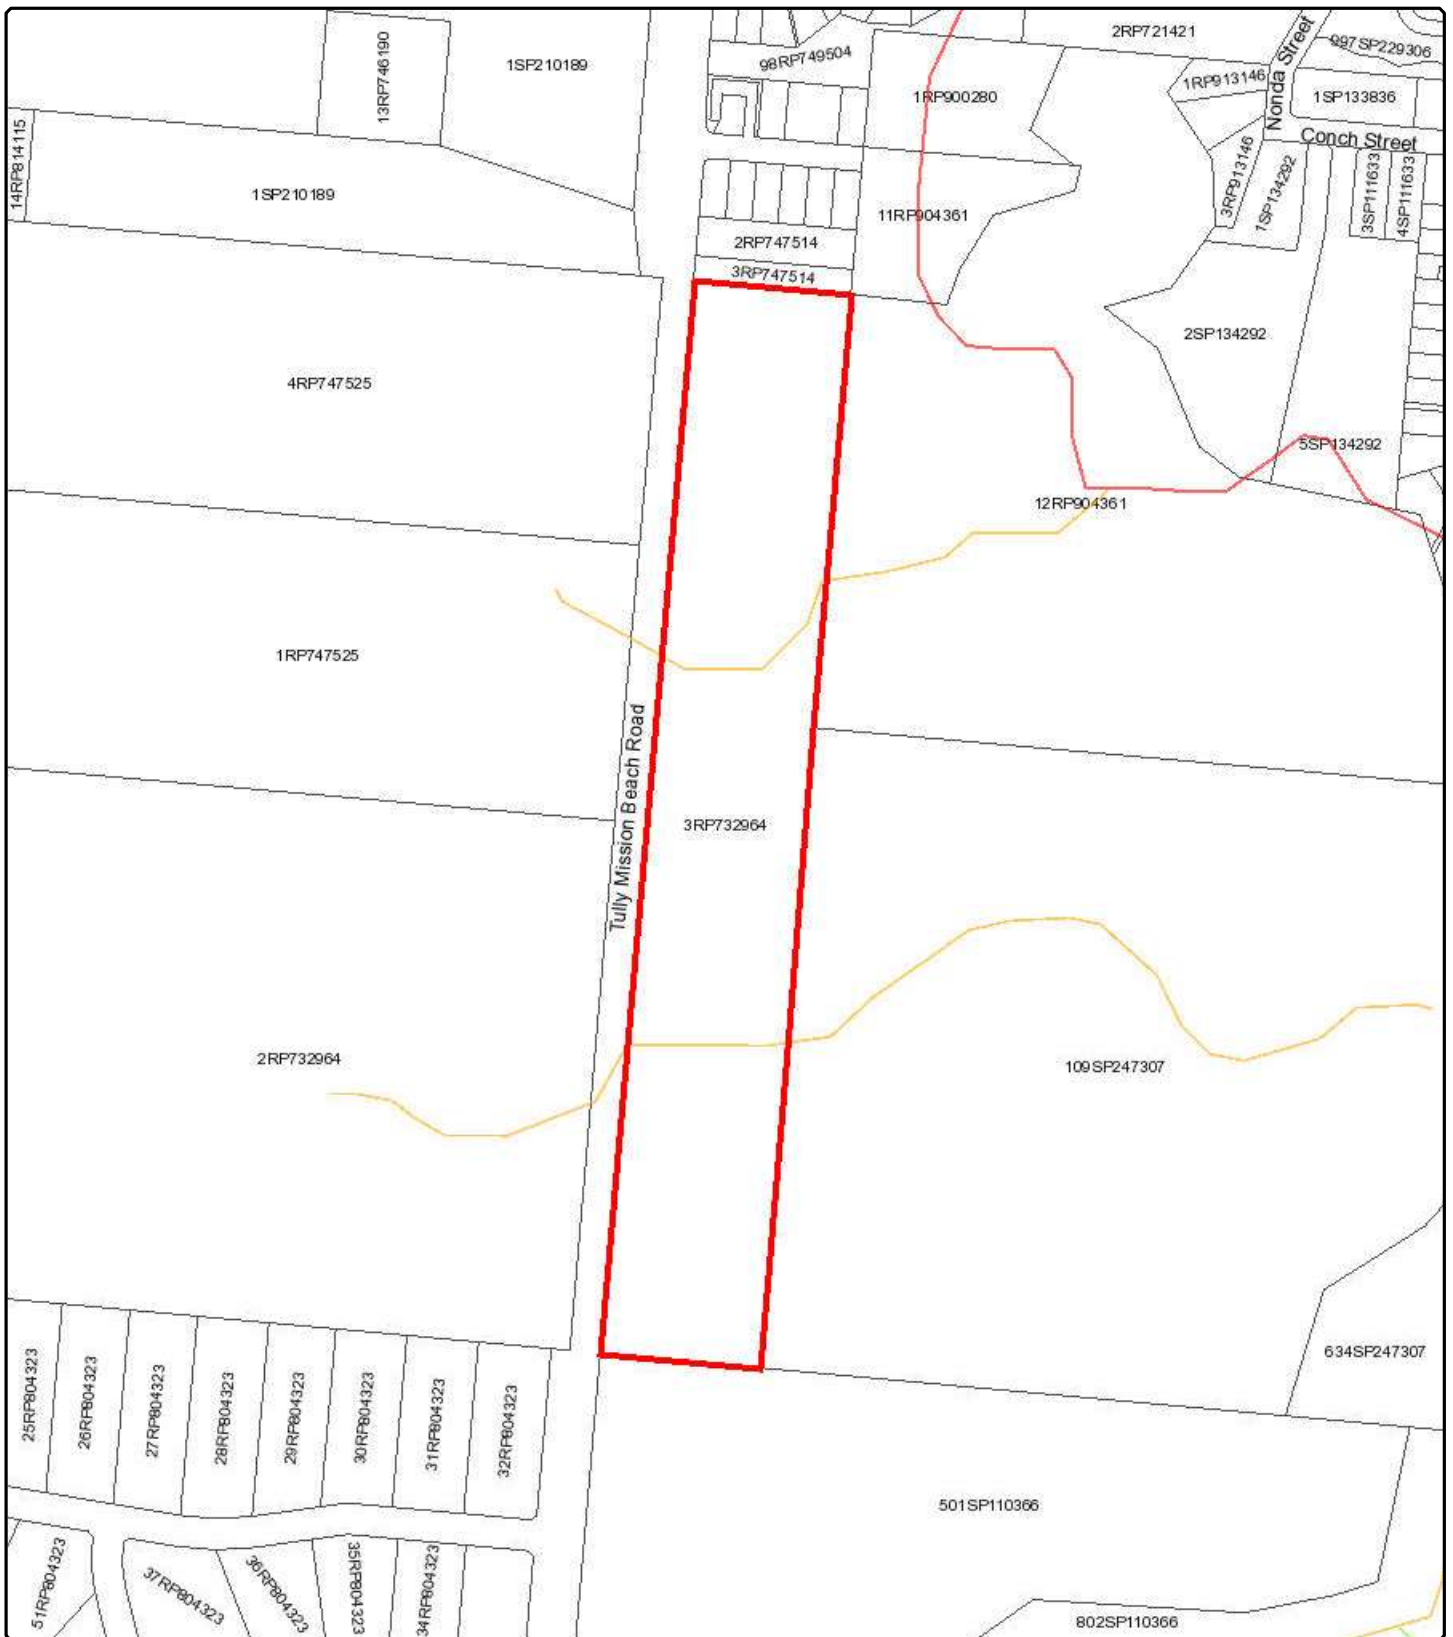 2RP721421
997SP229306
13RP746190
1SP210189
98RP749504
Nonda Street
1RP913146
1RP900280
1SP133836
Conch Street
14RP814115
1SP210189
3RP913146
1SP134292
3SP111633
4SP111633
11RP904361
2RP747514
3RP747514
2SP134292
4RP747525
5SP134292
12RP904361
1RP747525
Tully Mission Beach Road
3RP732964
2RP732964
109SP247307
634SP247307
25RP804323
26RP804323
27RP804323
28RP804323
29RP804323
30RP804323
31RP804323
32RP804323
501SP110366
51RP804323
37RP804323
36RP804323
35RP804323
34RP804323
802SP110366